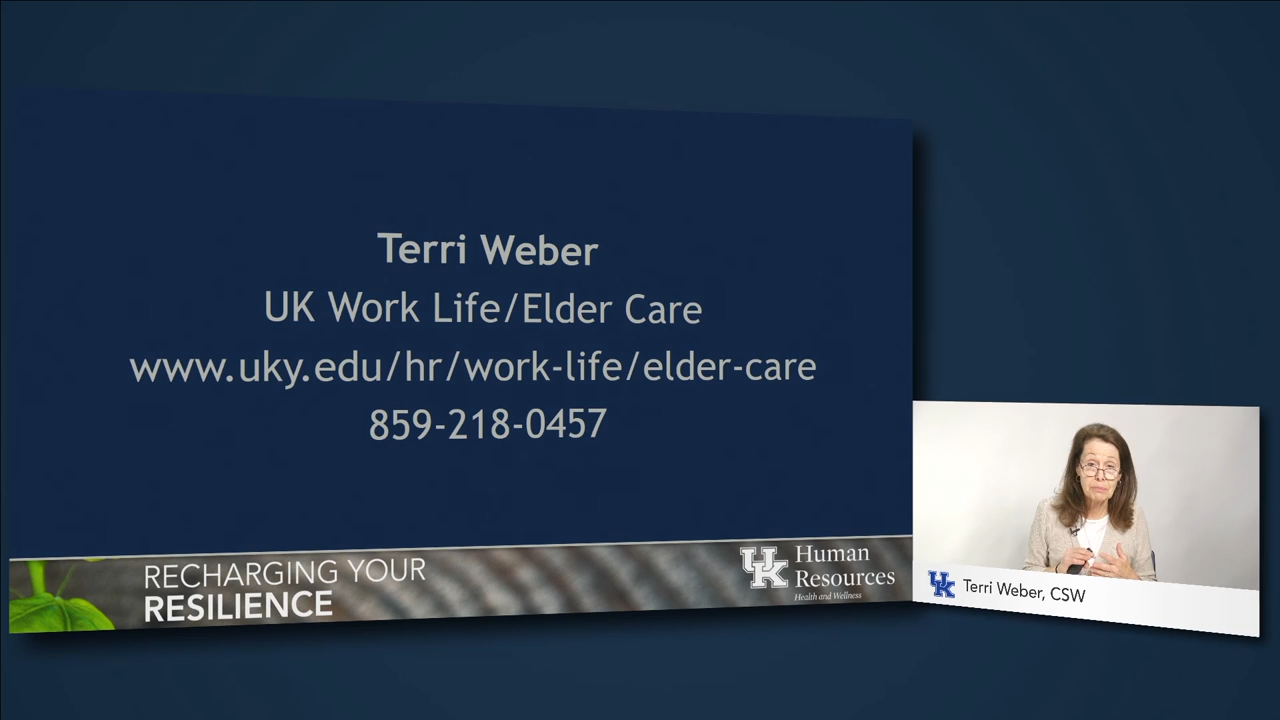 Terri Weber
UK Work Life/Elder Care
www.uky.edu/hr/work-life/elder-care
859-218-0457
RECHARGING YOUR
RESILIENCE
UK
Human
Resources
Health and Wellness
UK
Terri Weber, CSW